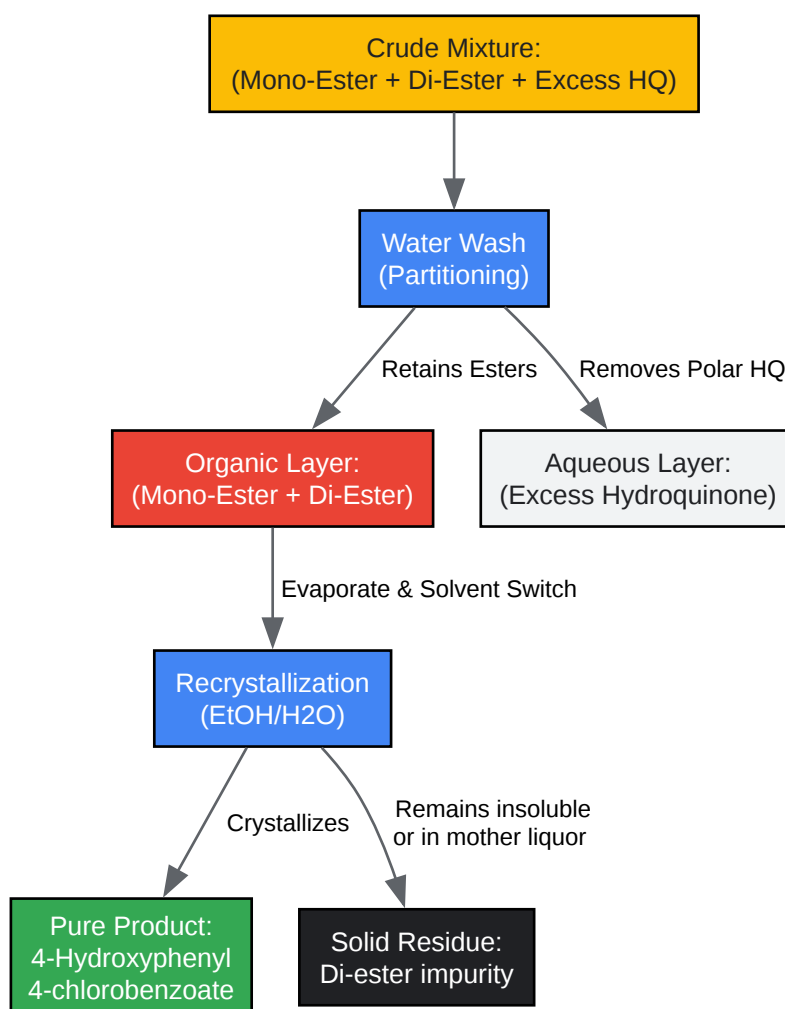 Crude Mixture:
(Mono-Ester + Di-Ester + Excess HQ)
Water Wash
(Partitioning)
Retains Esters
Removes Polar HQ
Organic Layer:
(Mono-Ester + Di-Ester)
Aqueous Layer:
(Excess Hydroquinone)
Evaporate & Solvent Switch
Recrystallization
(EtOH/H2O)
Crystallizes
Remains insoluble
or in mother liquor
Pure Product:
4-Hydroxyphenyl
4-chlorobenzoate
Solid Residue:
Di-ester impurity